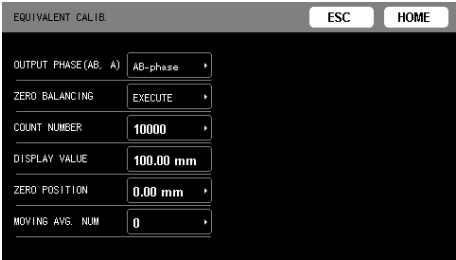 EQUIVALENT CALIB. ESC HOME
OUTPUT PHASE(AB, A) AB-phase
ZERO BALANCING EXECUTE
COUNT NUMBER 10000
DISPLAY VALUE 100.00 mm
ZERO POSITION 0.00 mm
MOVING AVG. NUM 0